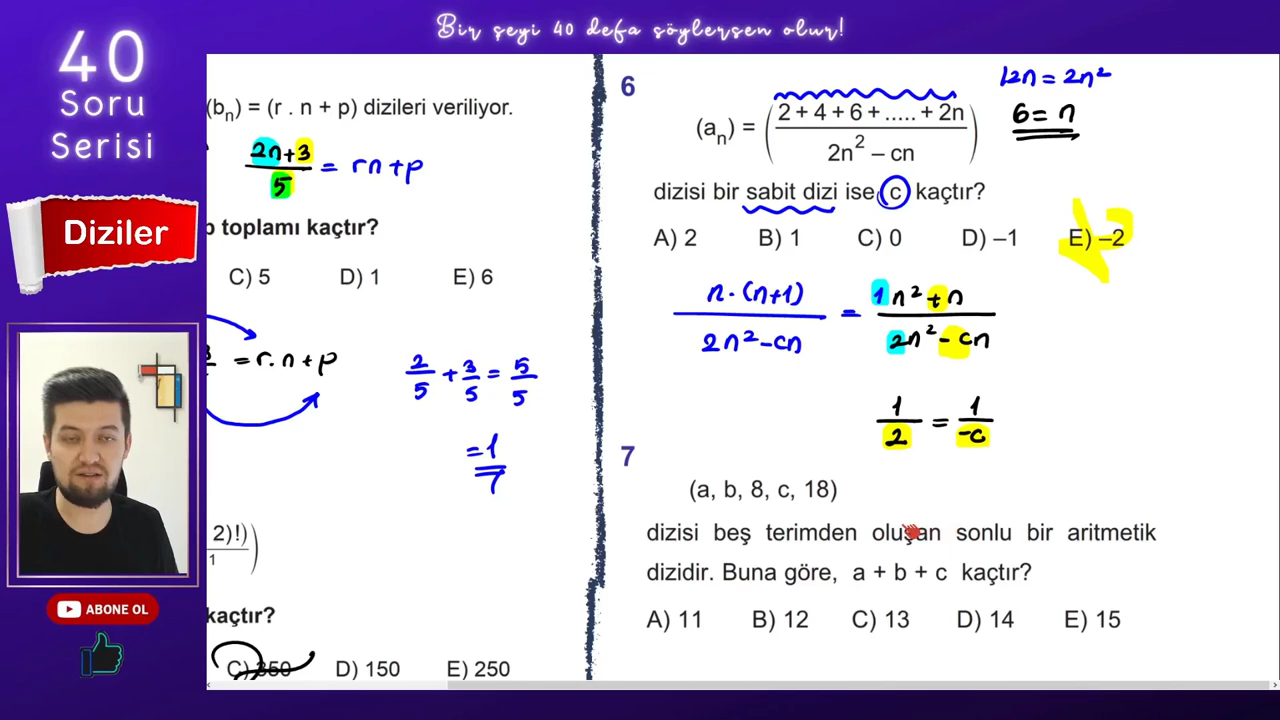 Bir şeyi 40 defa söylersen olur!
40
Soru
Serisi
Diziler
ABONE OL
(bn) = (r . n + p) dizileri veriliyor.
2n+3 / 5 = rn+p
toplamı kaçtır?
C) 5 D) 1 E) 6
= r.n+p
2/5 + 3/5 = 5/5
= 1
2)!)
1
kaçtır?
C) 350 D) 150 E) 250
6
12n = 2n²
6 = n
(an) = ( 2 + 4 + 6 + ..... + 2n / 2n² – cn )
dizisi bir sabit dizi ise c kaçtır?
A) 2 B) 1 C) 0 D) –1 E) –2
n.(n+1) / 2n²-cn = 1n²+n / 2n²-cn
1/2 = 1/-c
7
(a, b, 8, c, 18)
dizisi beş terimden oluşan sonlu bir aritmetik
dizidir. Buna göre, a + b + c kaçtır?
A) 11 B) 12 C) 13 D) 14 E) 15